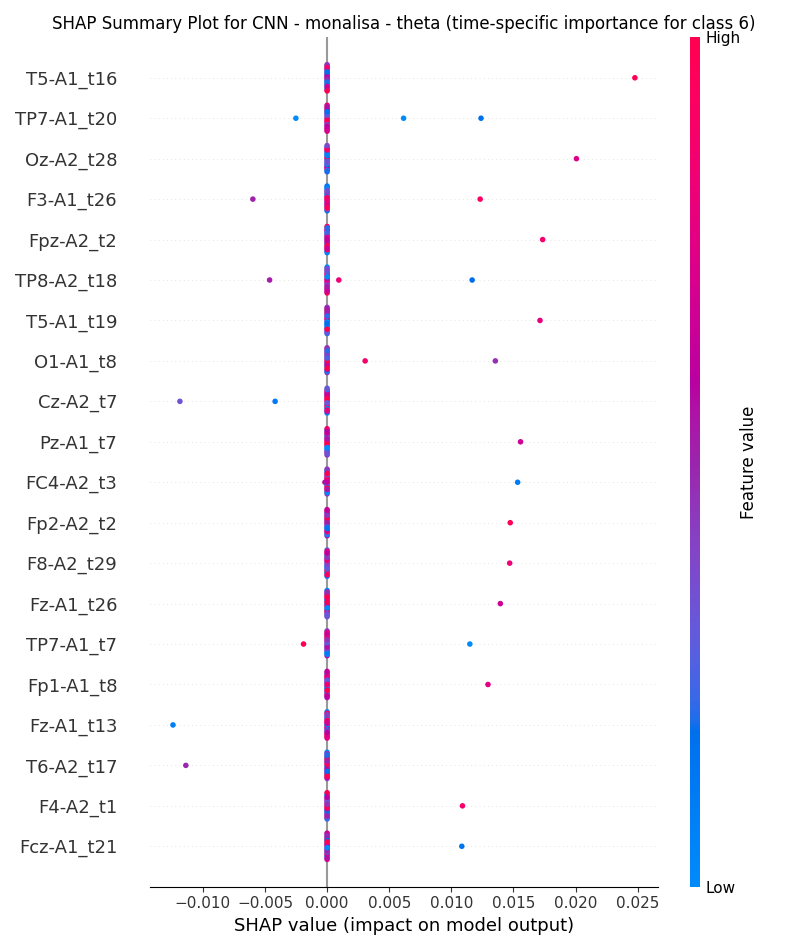 SHAP Summary Plot for CNN - monalisa - theta (time-specific importance for class 6)
High
T5-A1_t16
TP7-A1_t20
Oz-A2_t28
F3-A1_t26
Fpz-A2_t2
TP8-A2_t18
T5-A1_t19
O1-A1_t8
Cz-A2_t7
Pz-A1_t7
FC4-A2_t3
Fp2-A2_t2
F8-A2_t29
Fz-A1_t26
TP7-A1_t7
Fp1-A1_t8
Fz-A1_t13
T6-A2_t17
F4-A2_t1
Fcz-A1_t21
Feature value
Low
−0.010 −0.005 0.000 0.005 0.010 0.015 0.020 0.025
SHAP value (impact on model output)